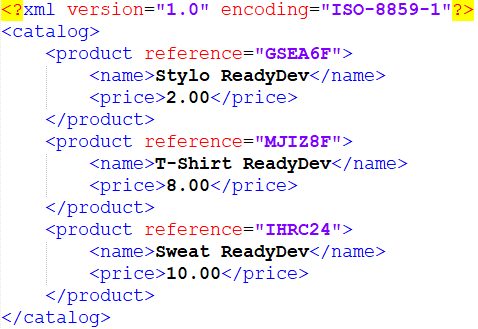 <?xml version="1.0" encoding="ISO-8859-1"?>
<catalog>
<product reference="GSEA6F">
<name>Stylo ReadyDev</name>
<price>2.00</price>
</product>
<product reference="MJIZ8F">
<name>T-Shirt ReadyDev</name>
<price>8.00</price>
</product>
<product reference="IHRC24">
<name>Sweat ReadyDev</name>
<price>10.00</price>
</product>
</catalog>